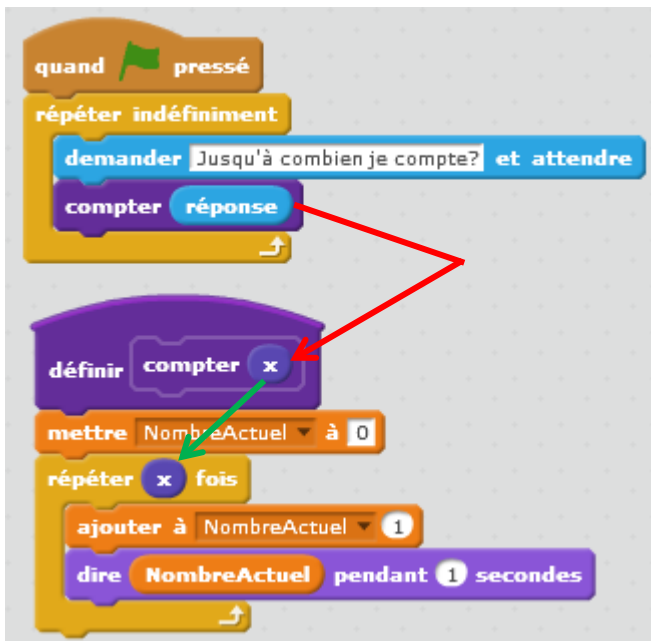 quand pressé
répéter indéfiniment
demander Jusqu'à combien je compte? et attendre
compter réponse
définir compter x
mettre NombreActuel à 0
répéter x fois
ajouter à NombreActuel 1
dire NombreActuel pendant 1 secondes